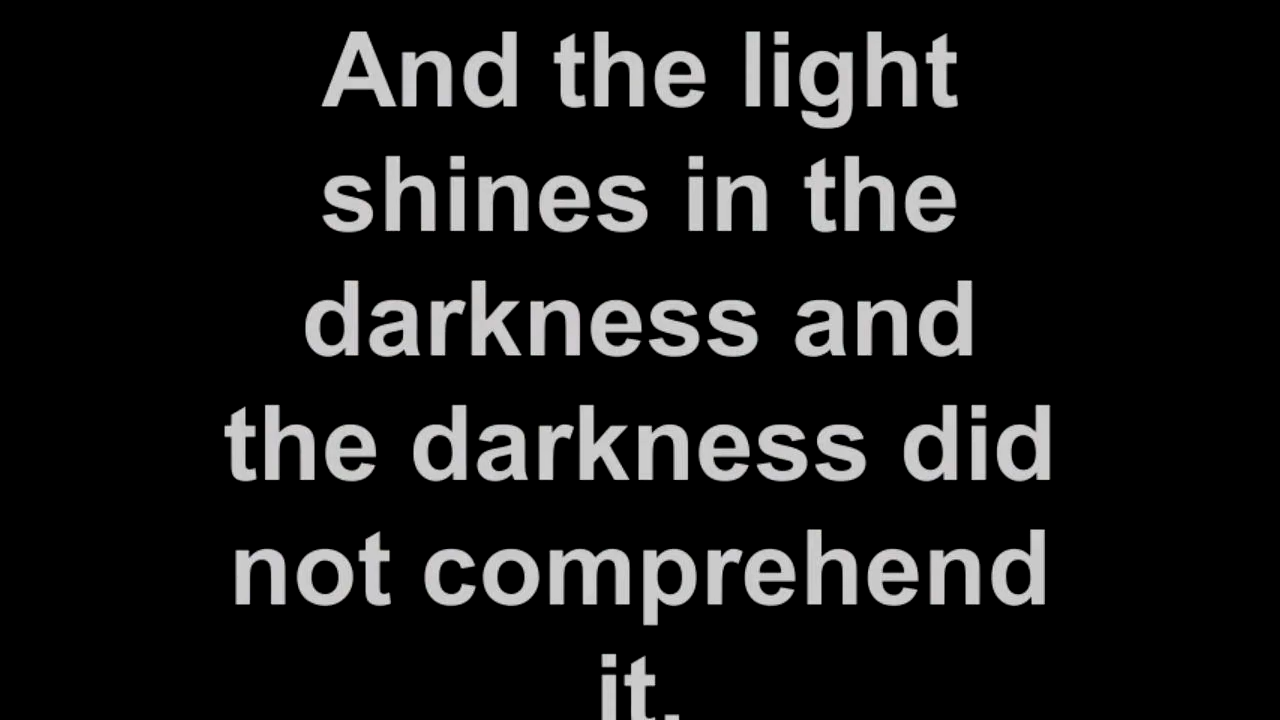 And the light
shines in the
darkness and
the darkness did
not comprehend
it.